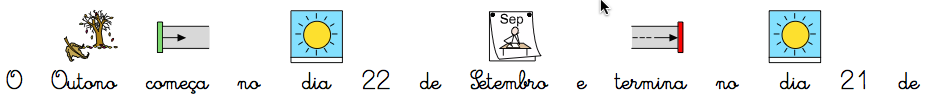 Sep
O Outono começa no dia 22 de Setembro e termina no dia 21 de